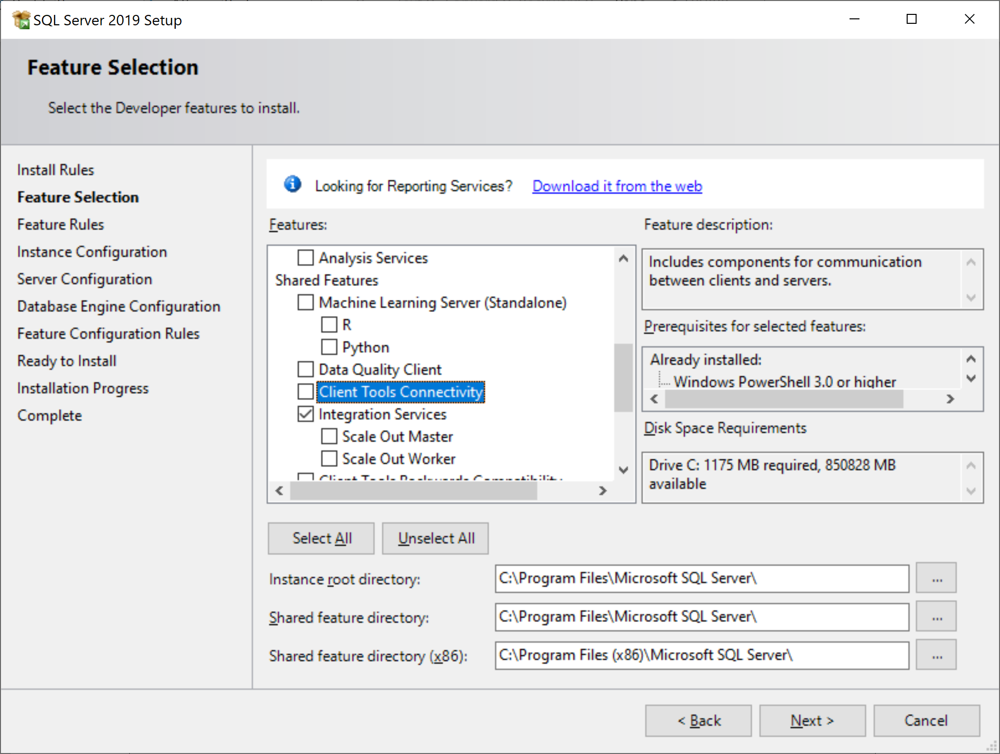 SQL Server 2019 Setup
Feature Selection
Select the Developer features to install.
Install Rules
Feature Selection
Feature Rules
Instance Configuration
Server Configuration
Database Engine Configuration
Feature Configuration Rules
Ready to Install
Installation Progress
Complete
Looking for Reporting Services? Download it from the web
Features:
Analysis Services
Shared Features
Machine Learning Server (Standalone)
R
Python
Data Quality Client
Client Tools Connectivity
Integration Services
Scale Out Master
Scale Out Worker
Client Tools Backwards Compatibility
Feature description:
Includes components for communication
between clients and servers.
Prerequisites for selected features:
Already installed:
Windows PowerShell 3.0 or higher
Disk Space Requirements
Drive C: 1175 MB required, 850828 MB
available
Select All
Unselect All
Instance root directory:
C:\Program Files\Microsoft SQL Server\
...
Shared feature directory:
C:\Program Files\Microsoft SQL Server\
...
Shared feature directory (x86):
C:\Program Files (x86)\Microsoft SQL Server\
...
< Back
Next >
Cancel